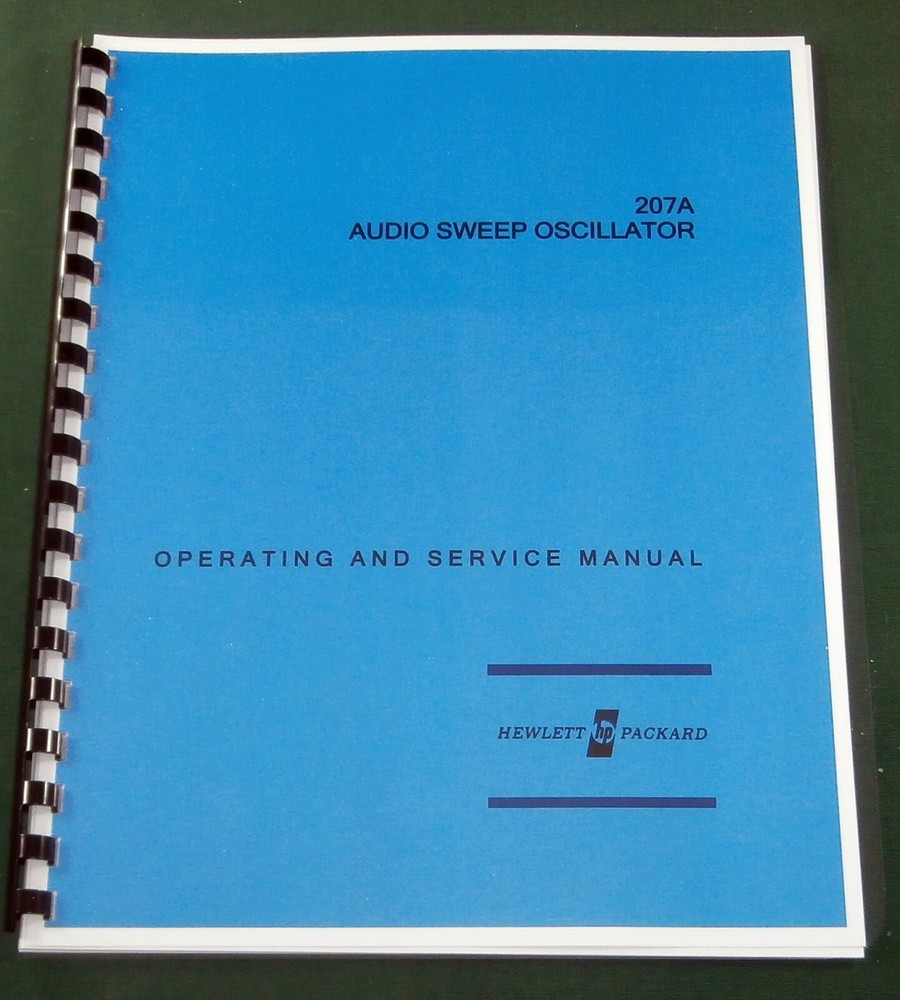 207A
AUDIO SWEEP OSCILLATOR
OPERATING AND SERVICE MANUAL
HEWLETT hp PACKARD